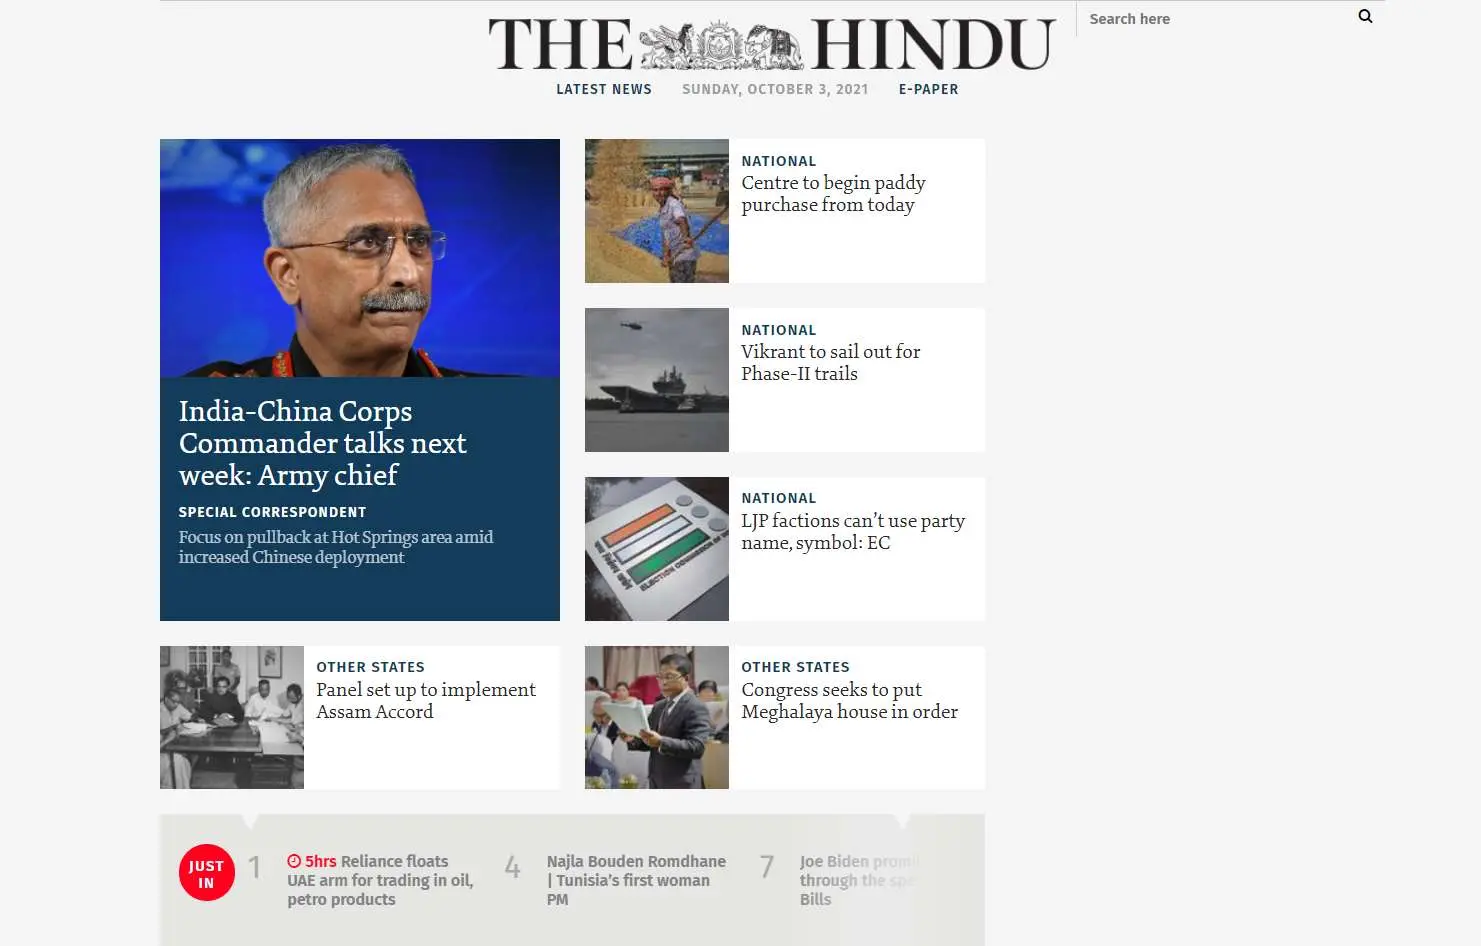 THE HINDU
Search here
LATEST NEWS SUNDAY, OCTOBER 3, 2021 E-PAPER
India-China Corps
Commander talks next
week: Army chief
SPECIAL CORRESPONDENT
Focus on pullback at Hot Springs area amid
increased Chinese deployment
NATIONAL
Centre to begin paddy
purchase from today
NATIONAL
Vikrant to sail out for
Phase-II trails
NATIONAL
LJP factions can’t use party
name, symbol: EC
ELECTION COMMISSION
OTHER STATES
Panel set up to implement
Assam Accord
OTHER STATES
Congress seeks to put
Meghalaya house in order
JUST
IN
1
5hrs Reliance floats
UAE arm for trading in oil,
petro products
4
Najla Bouden Romdhane
| Tunisia’s first woman
PM
7
Joe Biden
through the
Bills